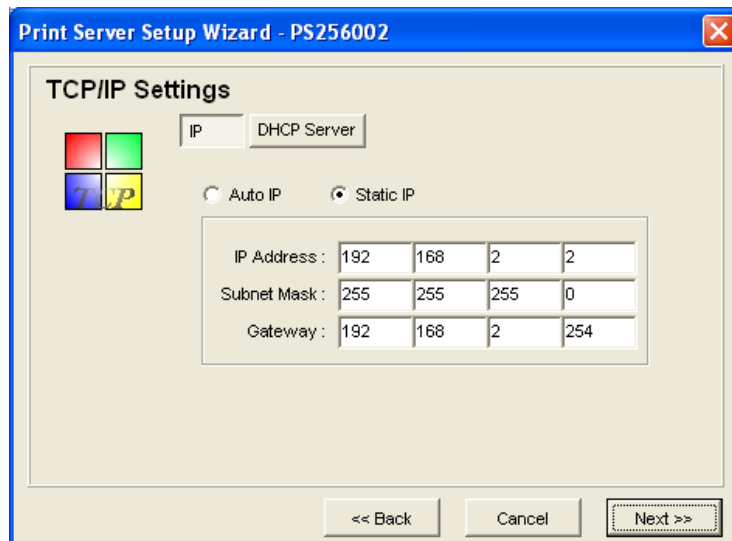 Print Server Setup Wizard - PS256002
TCP/IP Settings
IP DHCP Server
TCP
Auto IP Static IP
IP Address : 192 168 2 2
Subnet Mask : 255 255 255 0
Gateway : 192 168 2 254
<< Back Cancel Next >>